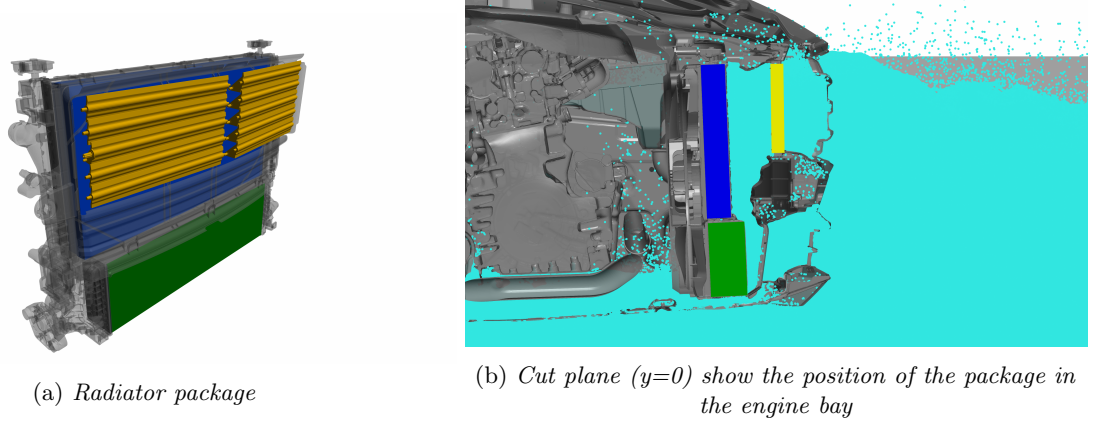 (a) Radiator package
(b) Cut plane (y=0) show the position of the package in
the engine bay